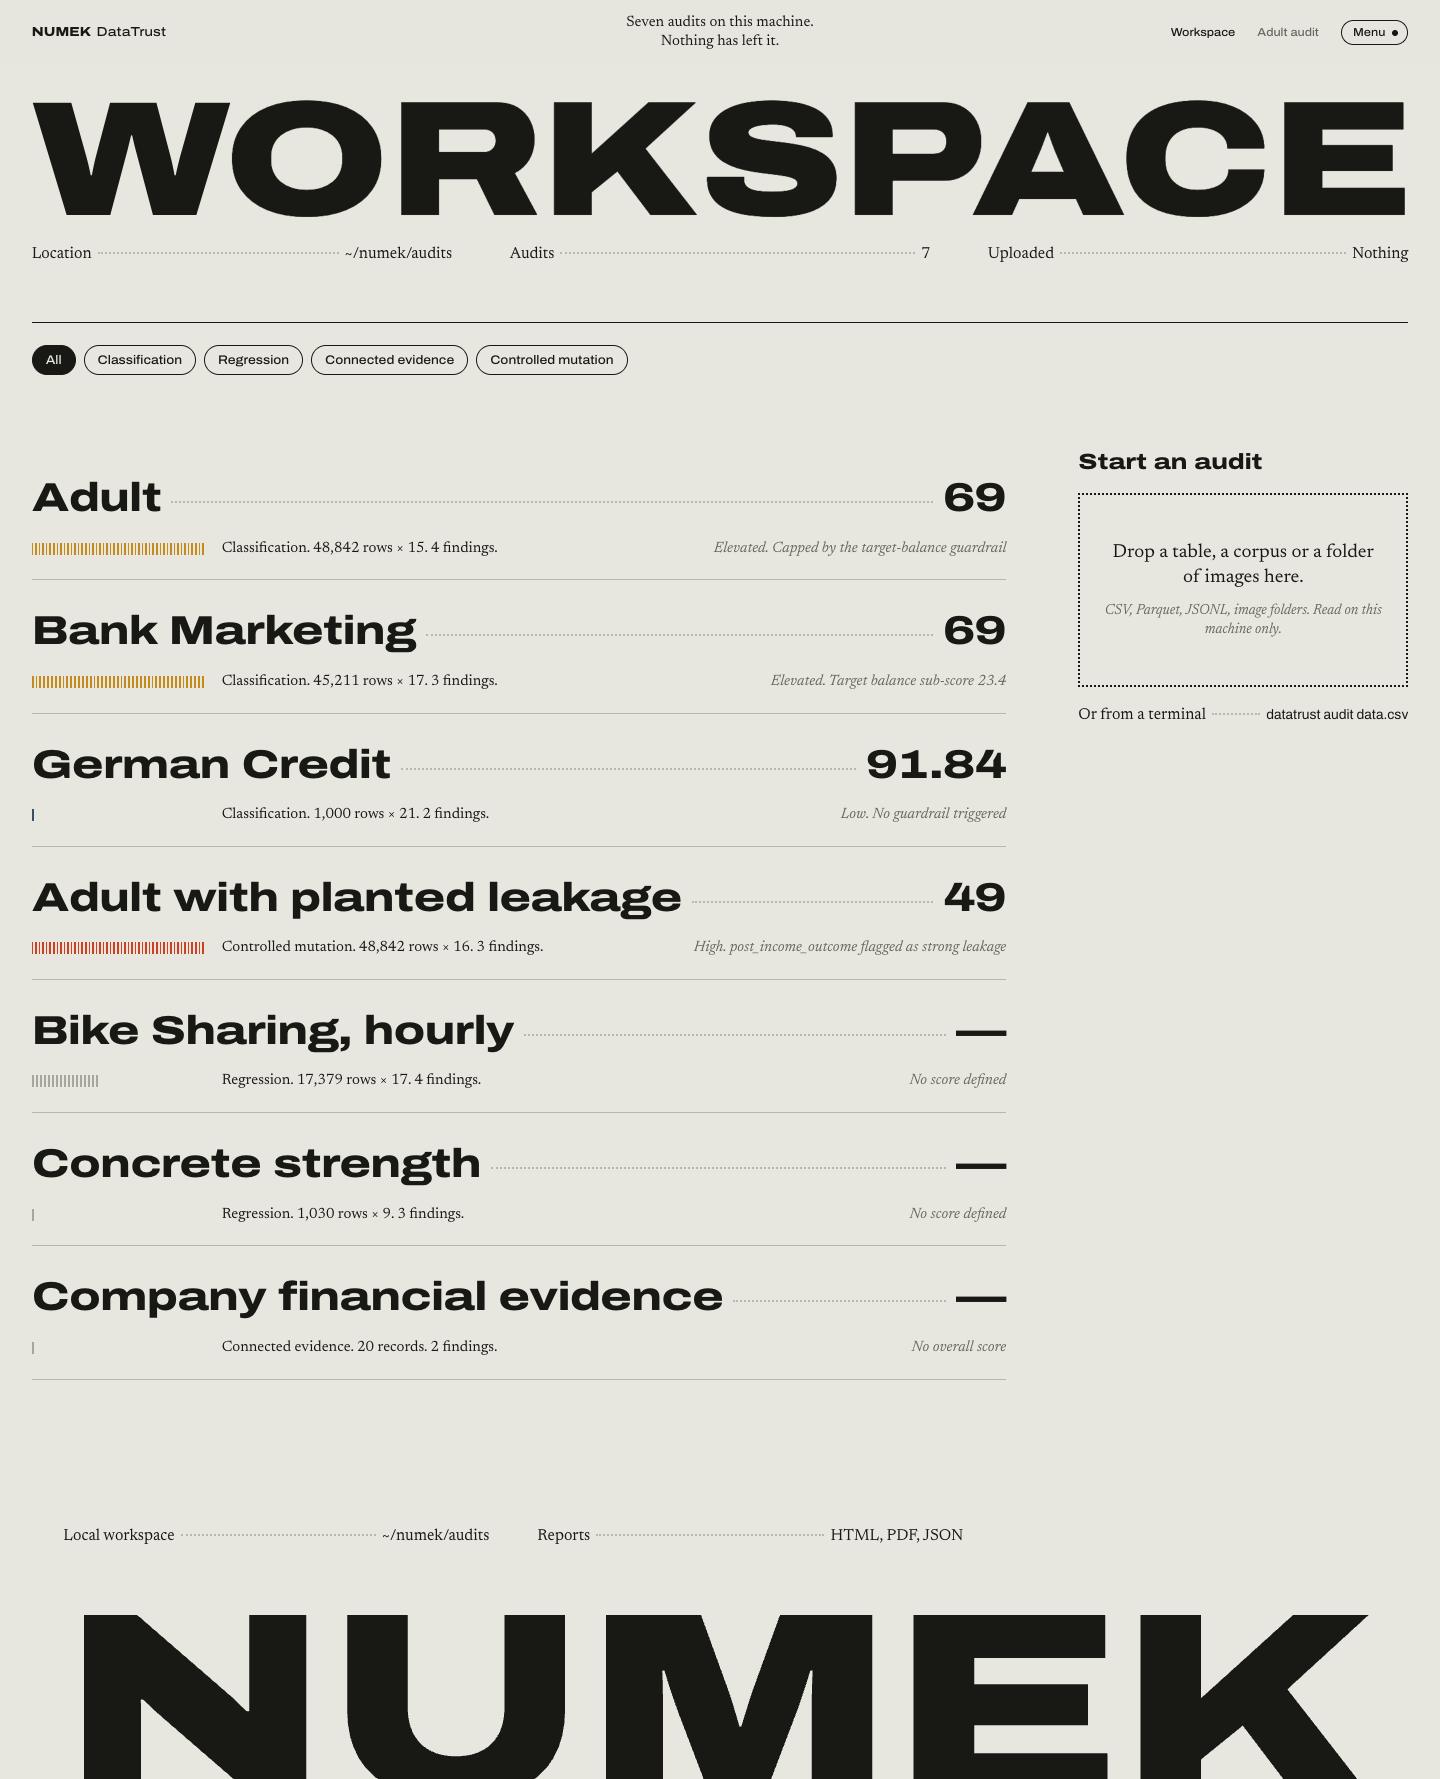 NUMEK DataTrust
Seven audits on this machine.
Nothing has left it.
Workspace
Adult audit
Menu
WORKSPACE
Location ~/numek/audits
Audits 7
Uploaded Nothing
All
Classification
Regression
Connected evidence
Controlled mutation
Adult 69
Classification. 48,842 rows × 15. 4 findings.
Elevated. Capped by the target-balance guardrail
Bank Marketing 69
Classification. 45,211 rows × 17. 3 findings.
Elevated. Target balance sub-score 23.4
German Credit 91.84
Classification. 1,000 rows × 21. 2 findings.
Low. No guardrail triggered
Adult with planted leakage 49
Controlled mutation. 48,842 rows × 16. 3 findings.
High. post_income_outcome flagged as strong leakage
Bike Sharing, hourly —
Regression. 17,379 rows × 17. 4 findings.
No score defined
Concrete strength —
Regression. 1,030 rows × 9. 3 findings.
No score defined
Company financial evidence —
Connected evidence. 20 records. 2 findings.
No overall score
Start an audit
Drop a table, a corpus or a folder
of images here.
CSV, Parquet, JSONL, image folders. Read on this
machine only.
Or from a terminal datatrust audit data.csv
Local workspace ~/numek/audits
Reports HTML, PDF, JSON
NUMEK